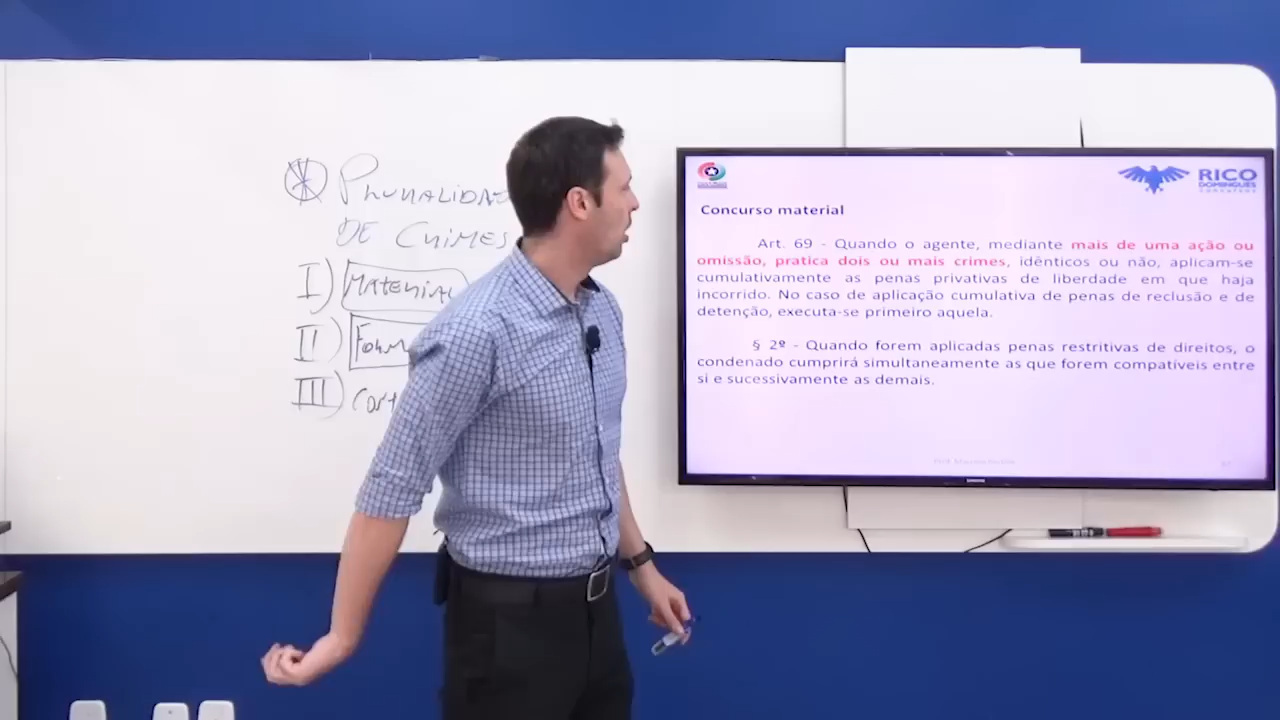 PLURALIDADE
DE CRIMES
I) MATERIAL
II) FORM
III) CONT
RICO
DOMINGUES
CONCURSOS
Concurso material
Art. 69 - Quando o agente, mediante mais de uma ação ou
omissão, pratica dois ou mais crimes, idênticos ou não, aplicam-se
cumulativamente as penas privativas de liberdade em que haja
incorrido. No caso de aplicação cumulativa de penas de reclusão e de
detenção, executa-se primeiro aquela.
§ 2º - Quando forem aplicadas penas restritivas de direitos, o
condenado cumprirá simultaneamente as que forem compatíveis entre
si e sucessivamente as demais.
SAMSUNG